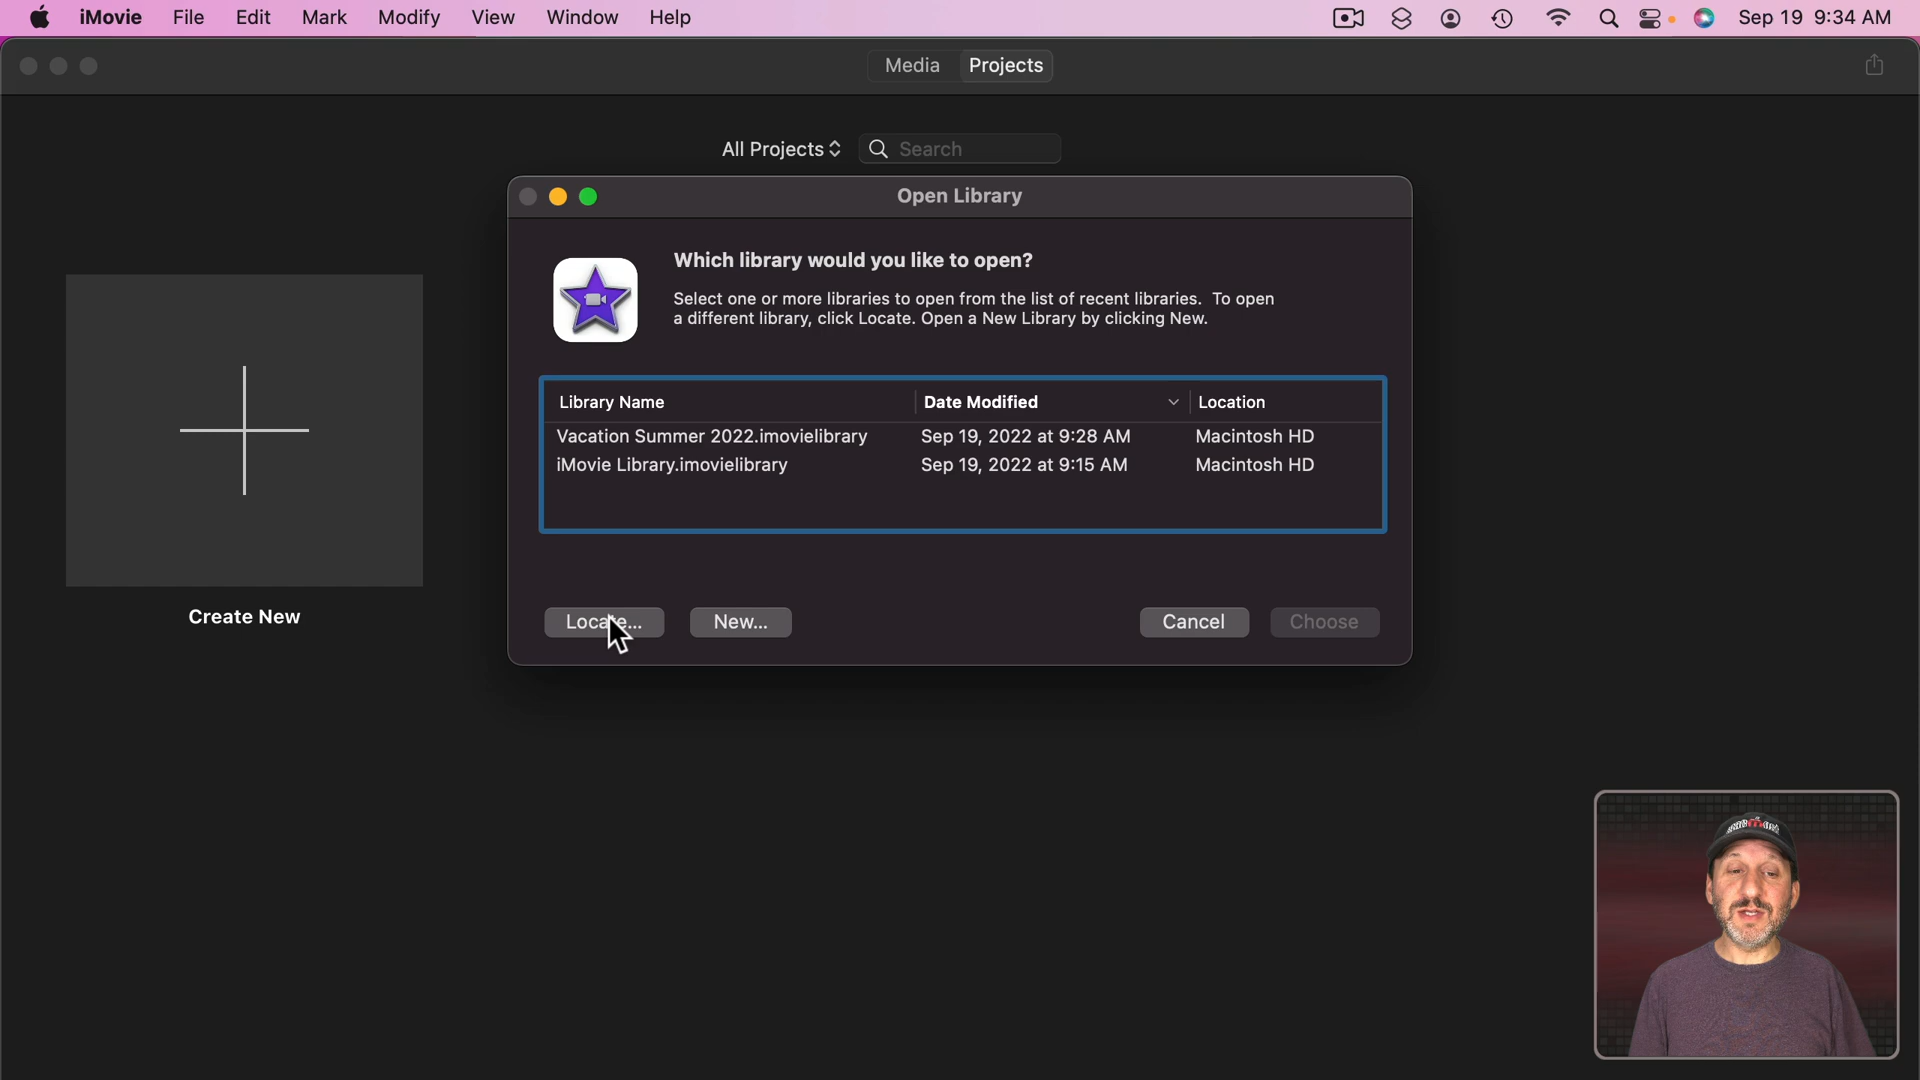 iMovie File Edit Mark Modify View Window Help Sep 19 9:34 AM
Media Projects
All Projects Search
Open Library
Which library would you like to open?
Select one or more libraries to open from the list of recent libraries. To open
a different library, click Locate. Open a New Library by clicking New.
Library Name Date Modified Location
Vacation Summer 2022.imovielibrary Sep 19, 2022 at 9:28 AM Macintosh HD
iMovie Library.imovielibrary Sep 19, 2022 at 9:15 AM Macintosh HD
Create New
Locate... New... Cancel Choose